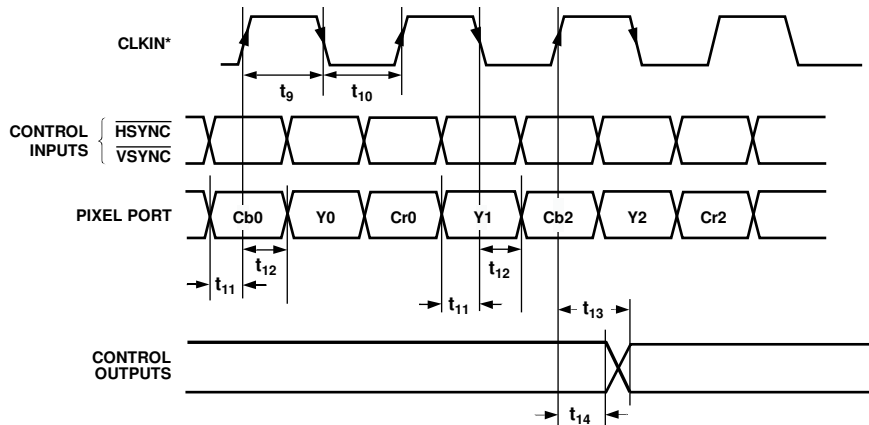 CLKIN*
t9
t10
CONTROL INPUTS
HSYNC
VSYNC
PIXEL PORT
Cb0
Y0
Cr0
Y1
Cb2
Y2
Cr2
t12
t12
t11
t11
t13
CONTROL OUTPUTS
t14